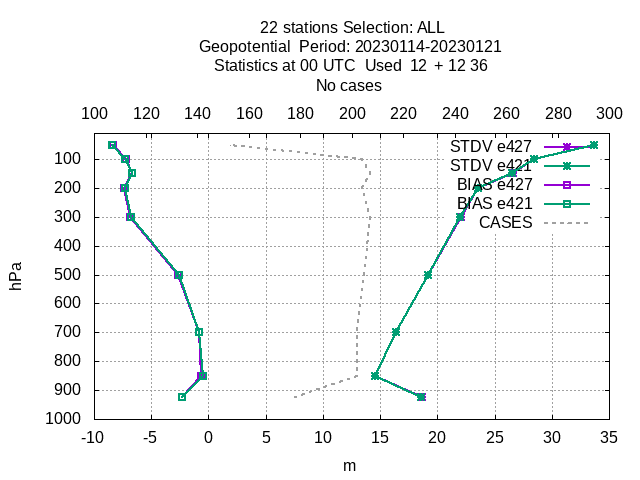 22 stations Selection: ALL
Geopotential  Period: 20230114-20230121
Statistics at 00 UTC  Used  12  + 12 36
No cases
100 120 140 160 180 200 220 240 260 280 300
STDV e427
STDV e421
BIAS e427
BIAS e421
CASES
hPa
100
200
300
400
500
600
700
800
900
1000
-10 -5 0 5 10 15 20 25 30 35
m